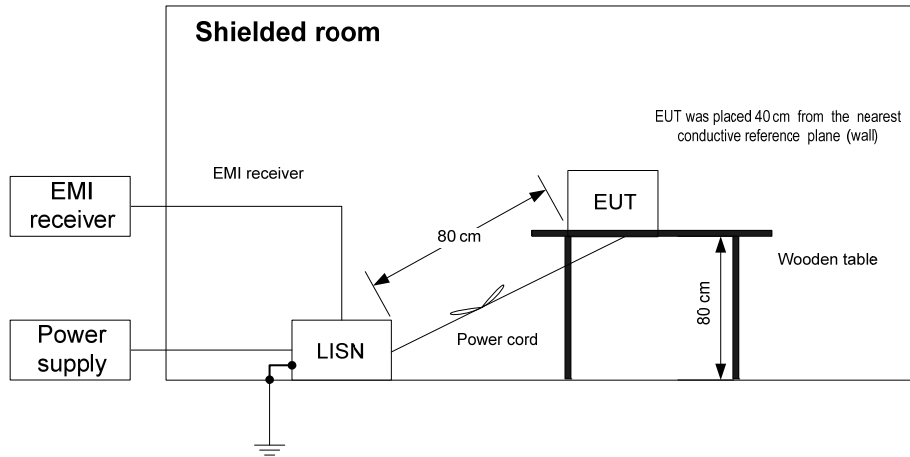 Shielded room
EUT was placed 40 cm from the nearest
conductive reference plane (wall)
EMI receiver
EMI
receiver
EUT
80 cm
Wooden table
80 cm
Power
supply
LISN
Power cord